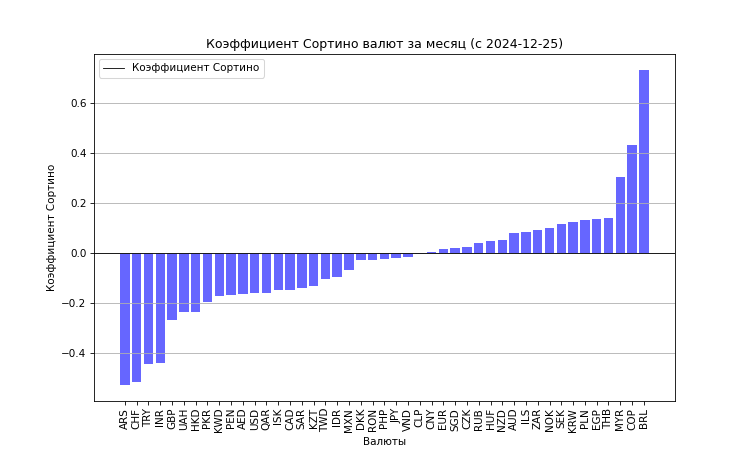 Коэффициент Сортино валют за месяц (с 2024-12-25)
Коэффициент Сортино
Коэффициент Сортино
0.6
0.4
0.2
0.0
−0.2
−0.4
ARS CHF TRY INR GBP UAH HKD PKR KWD PEN AED USD QAR ISK CAD SAR KZT TWD IDR MXN DKK RON PHP JPY VND CLP CNY EUR SGD CZK RUB HUF NZD AUD ILS ZAR NOK SEK KRW PLN EGP THB MYR COP BRL
Валюты